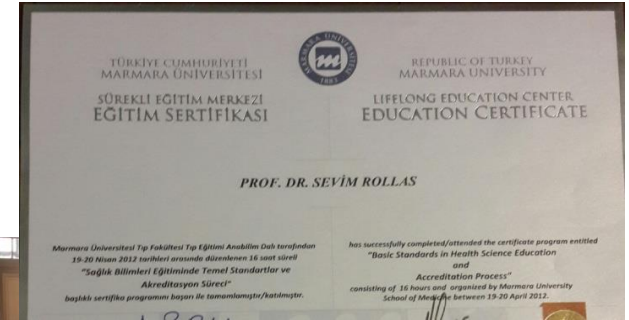 MARMARA ÜNİVERSİTESİ
1883
TÜRKİYE CUMHURİYETİ
MARMARA ÜNİVERSİTESİ
SÜREKLİ EĞİTİM MERKEZİ
EĞİTİM SERTİFİKASI
REPUBLIC OF TURKEY
MARMARA UNIVERSITY
LIFELONG EDUCATION CENTER
EDUCATION CERTIFICATE
PROF. DR. SEVİM ROLLAS
Marmara Üniversitesi Tıp Fakültesi Tıp Eğitimi Anabilim Dalı tarafından
19-20 Nisan 2012 tarihleri arasında düzenlenen 16 saat süreli
"Sağlık Bilimleri Eğitiminde Temel Standartlar ve
Akreditasyon Süreci"
başlıklı sertifika programını başarı ile tamamlamıştır/katılmıştır.
has successfully completed/attended the certificate program entitled
"Basic Standards in Health Science Education
and
Accreditation Process"
consisting of 16 hours and organized by Marmara University
School of Medicine between 19-20 April 2012.